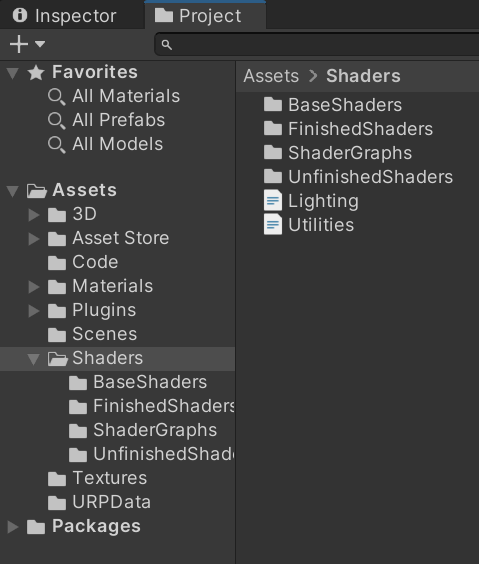 Inspector
Project
Favorites
All Materials
All Prefabs
All Models
Assets
3D
Asset Store
Code
Materials
Plugins
Scenes
Shaders
BaseShaders
FinishedShaders
ShaderGraphs
UnfinishedShade
Textures
URPData
Packages
Assets > Shaders
BaseShaders
FinishedShaders
ShaderGraphs
UnfinishedShaders
Lighting
Utilities